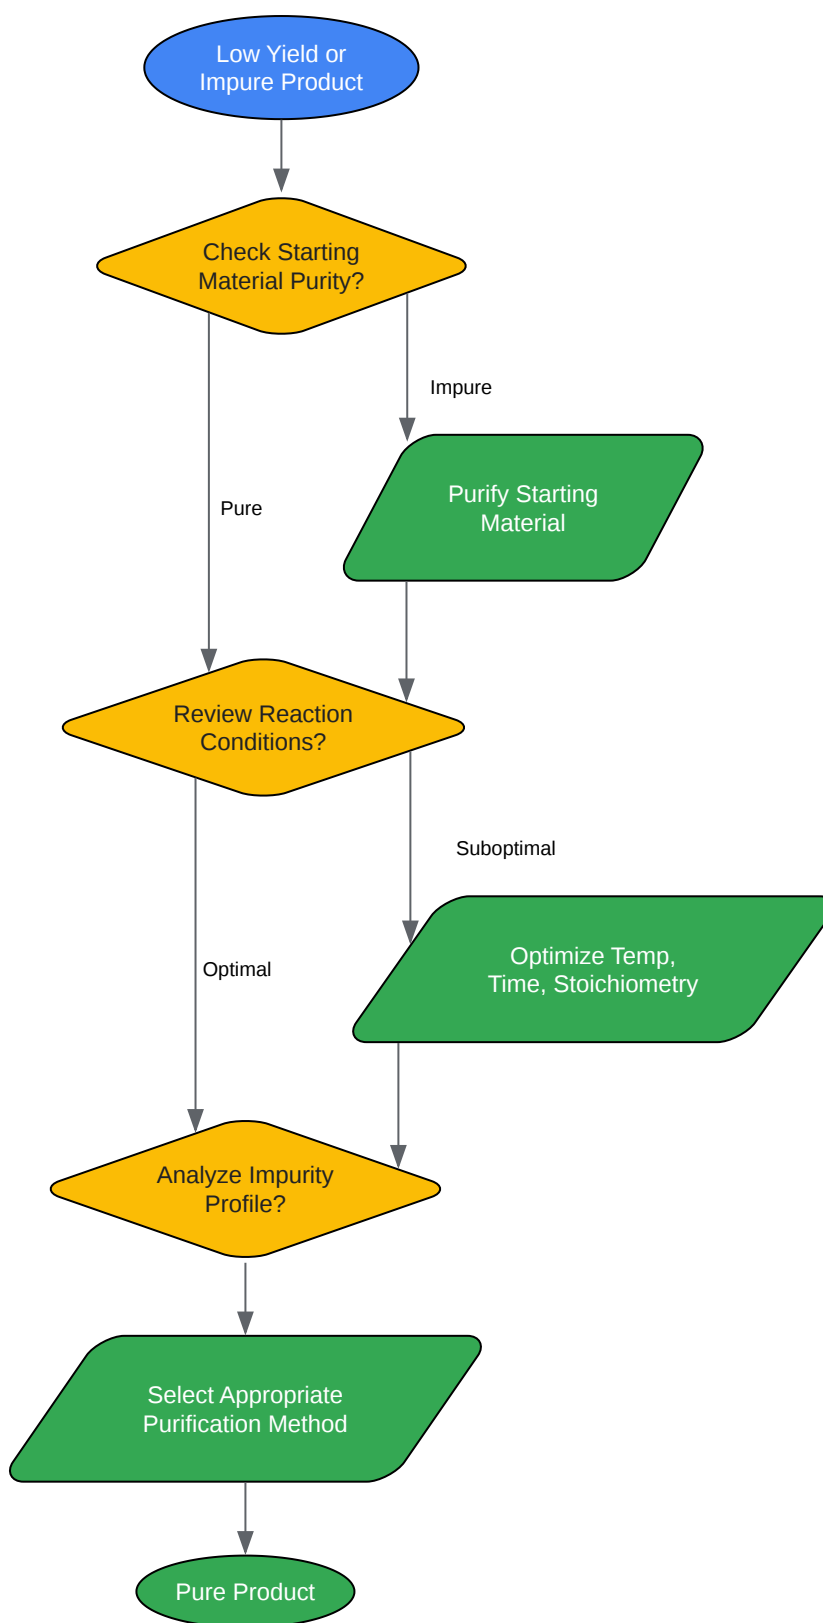 Low Yield or
Impure Product
Check Starting
Material Purity?
Impure
Purify Starting
Material
Pure
Review Reaction
Conditions?
Suboptimal
Optimize Temp,
Time, Stoichiometry
Optimal
Analyze Impurity
Profile?
Select Appropriate
Purification Method
Pure Product